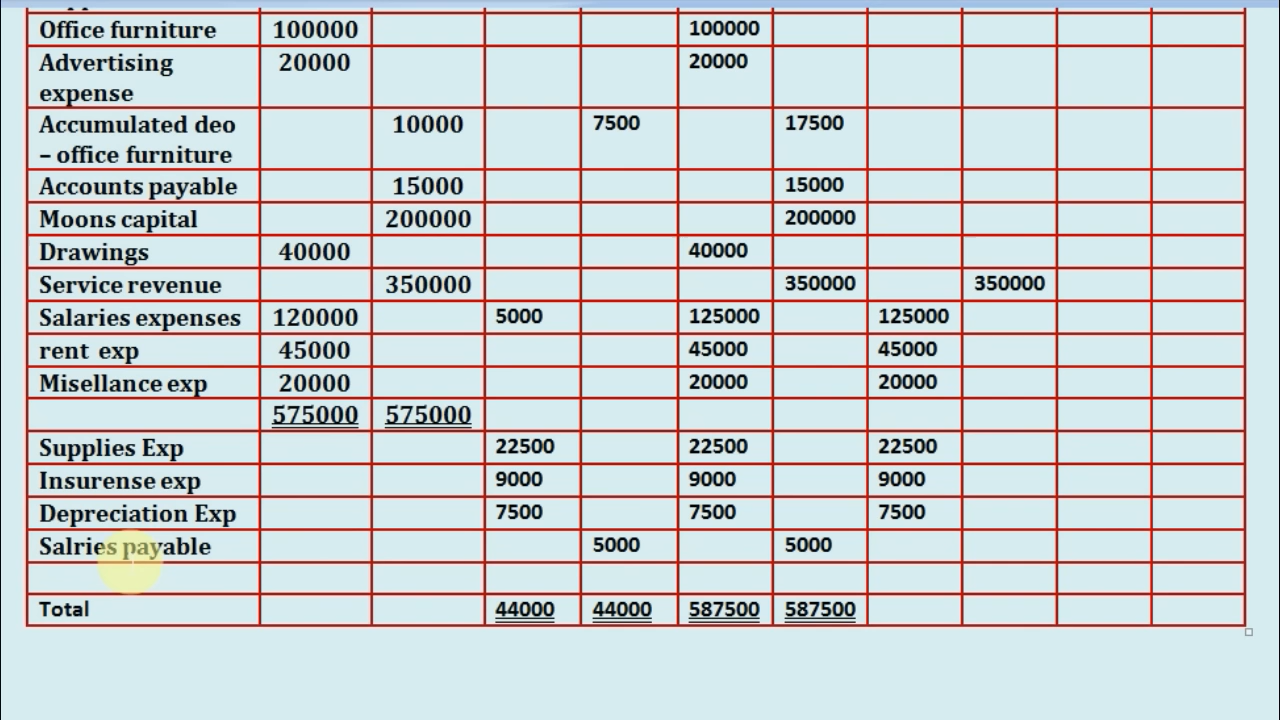 Office furniture 100000 100000
Advertising 20000 20000
expense
Accumulated deo 10000 7500 17500
– office furniture
Accounts payable 15000 15000
Moons capital 200000 200000
Drawings 40000 40000
Service revenue 350000 350000 350000
Salaries expenses 120000 5000 125000 125000
rent exp 45000 45000 45000
Misellance exp 20000 20000 20000
575000 575000
Supplies Exp 22500 22500 22500
Insurense exp 9000 9000 9000
Depreciation Exp 7500 7500 7500
Salries payable 5000 5000
Total 44000 44000 587500 587500